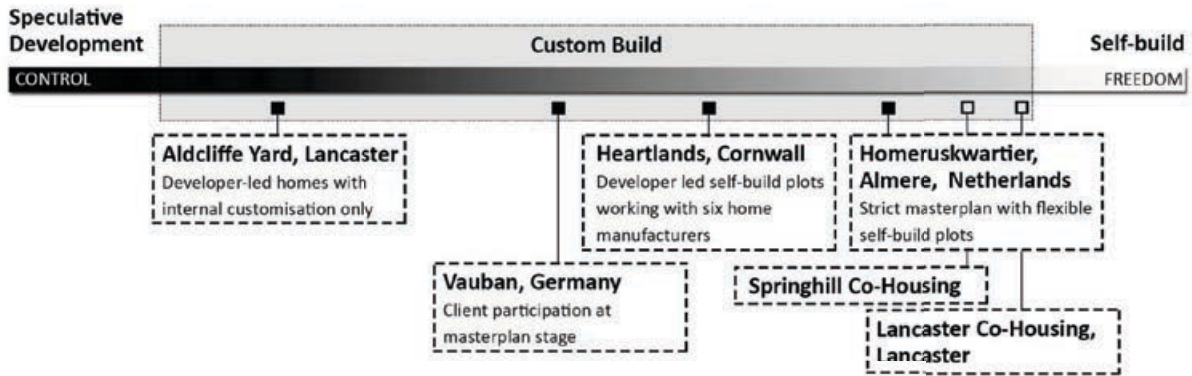 Speculative
Development
Custom Build
Self-build
CONTROL
FREEDOM
Aldcliffe Yard, Lancaster
Developer-led homes with
internal customisation only
Vauban, Germany
Client participation at
masterplan stage
Heartlands, Cornwall
Developer led self-build plots
working with six home
manufacturers
Homeruskwartier,
Almere, Netherlands
Strict masterplan with flexible
self-build plots
Springhill Co-Housing
Lancaster Co-Housing,
Lancaster